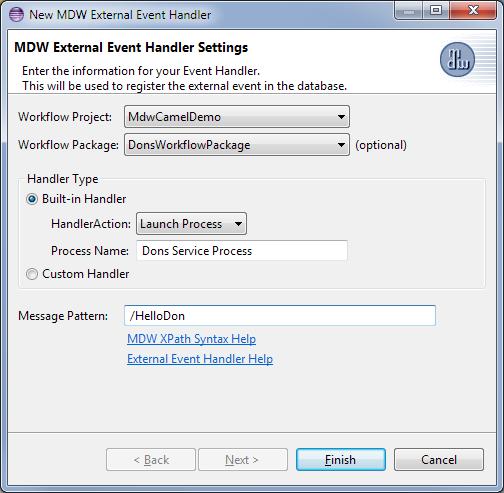 New MDW External Event Handler
MDW External Event Handler Settings
Enter the information for your Event Handler.
This will be used to register the external event in the database.
Workflow Project: MdwCamelDemo
Workflow Package: DonsWorkflowPackage (optional)
Handler Type
Built-in Handler
HandlerAction: Launch Process
Process Name: Dons Service Process
Custom Handler
Message Pattern: /HelloDon
MDW XPath Syntax Help
External Event Handler Help
< Back Next > Finish Cancel